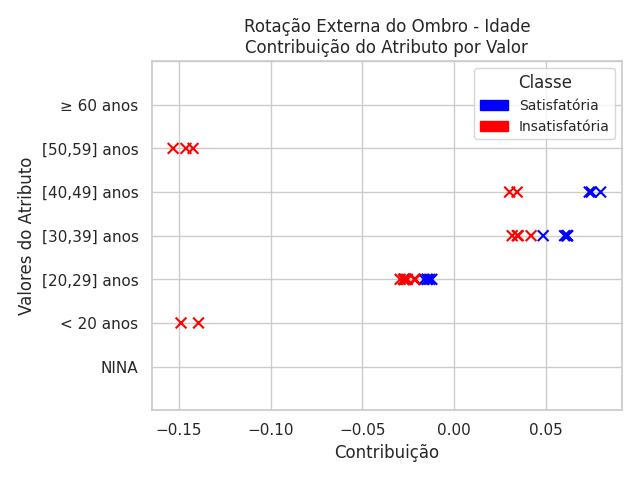 Rotação Externa do Ombro - Idade
Contribuição do Atributo por Valor
Classe
Satisfatória
Insatisfatória
Valores do Atributo
≥ 60 anos
[50,59] anos
[40,49] anos
[30,39] anos
[20,29] anos
< 20 anos
NINA
−0.15 −0.10 −0.05 0.00 0.05
Contribuição